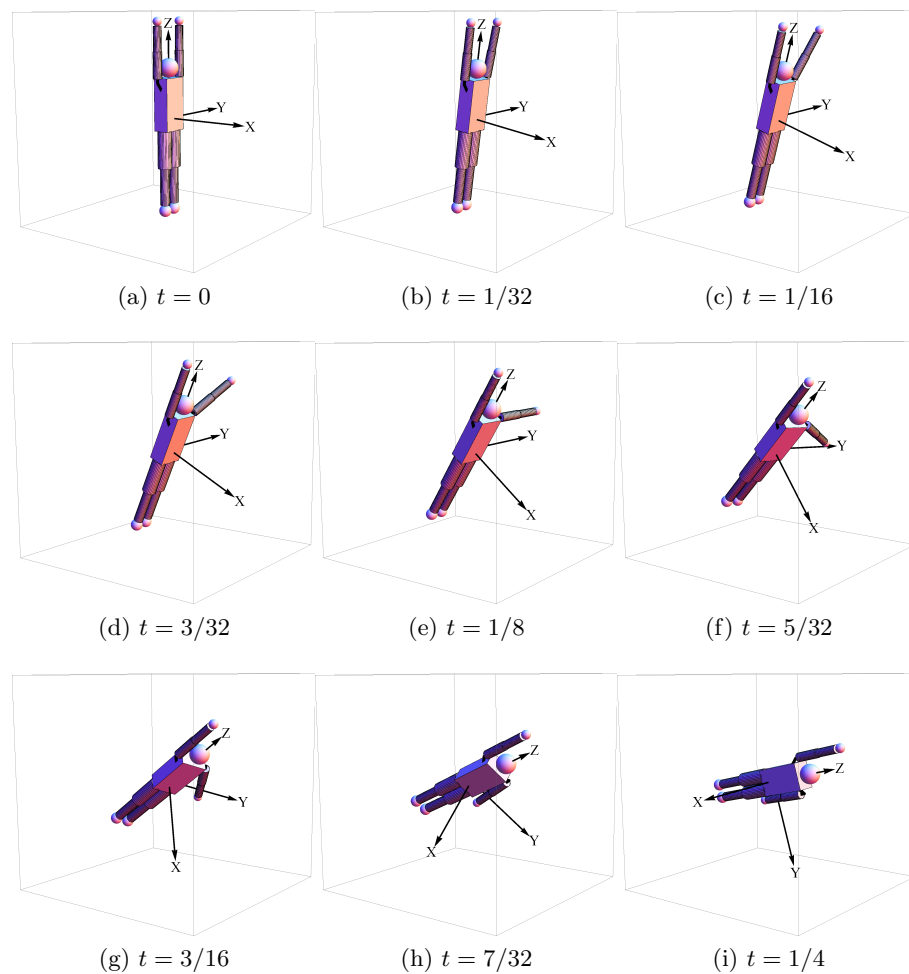 Z
Y
X
Z
Y
X
Z
Y
X
(a) t = 0
(b) t = 1/32
(c) t = 1/16
Z
Y
X
Z
Y
X
Z
Y
X
(d) t = 3/32
(e) t = 1/8
(f) t = 5/32
Z
Y
X
Z
Y
X
Z
X
Y
(g) t = 3/16
(h) t = 7/32
(i) t = 1/4